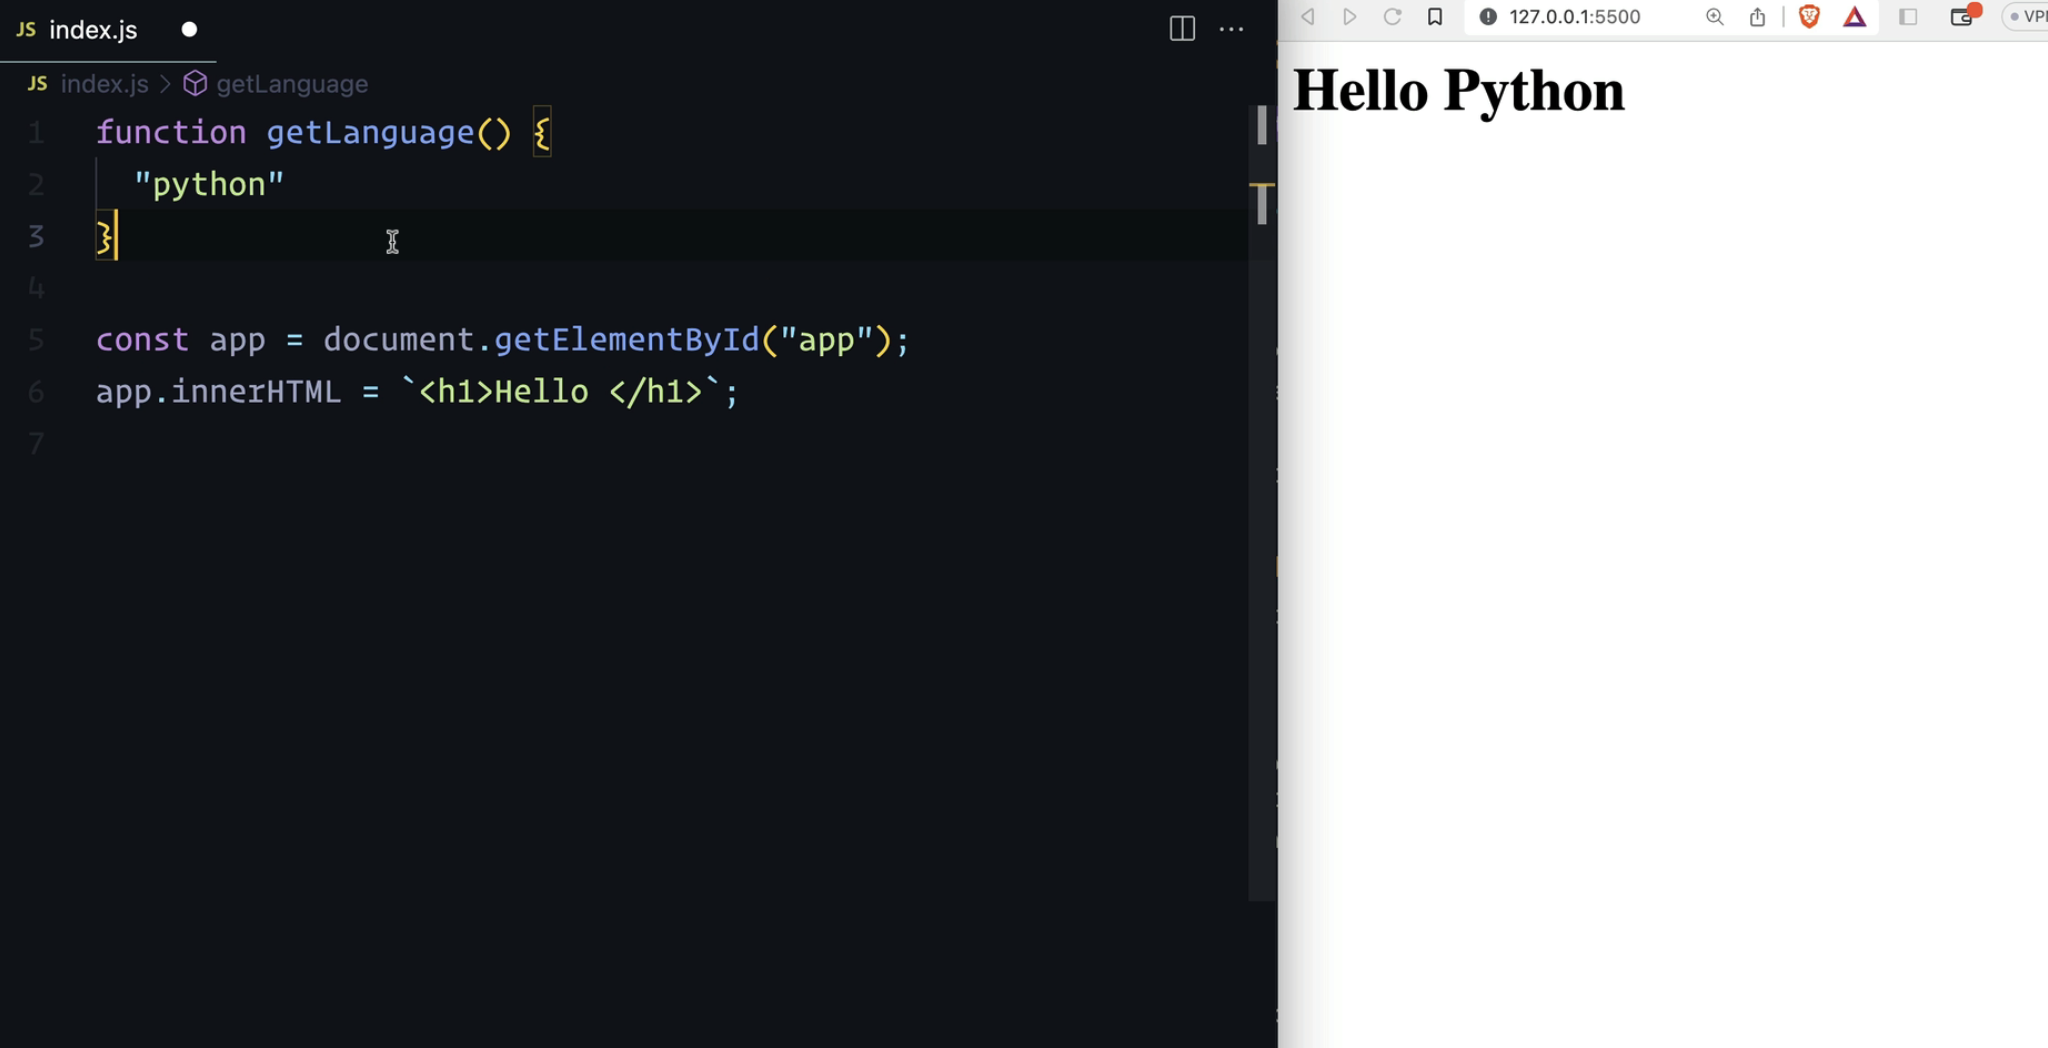 JS index.js
JS index.js > getLanguage
1 function getLanguage() {
2 "python"
3 }
4
5 const app = document.getElementById("app");
6 app.innerHTML = `<h1>Hello </h1>`;
7
127.0.0.1:5500
VPN
Hello Python